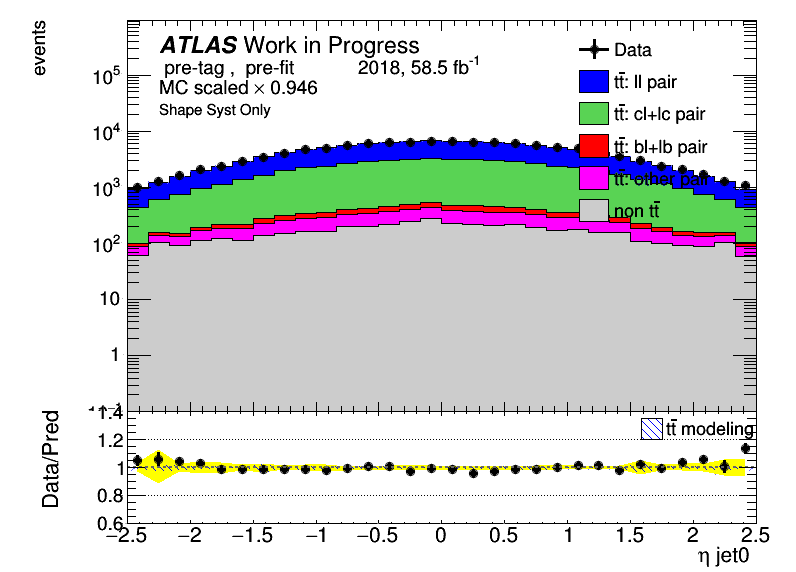 events
ATLAS Work in Progress
pre-tag , pre-fit 2018, 58.5 fb⁻¹
MC scaled × 0.946
Shape Syst Only
Data
tt̄: ll pair
tt̄: cl+lc pair
tt̄: bl+lb pair
tt̄: other pair
non tt̄
10⁵
10⁴
10³
10²
10
1
Data/Pred
tt̄ modeling
1.4
1.2
1
0.8
0.6
−2.5 −2 −1.5 −1 −0.5 0 0.5 1 1.5 2 2.5
η jet0